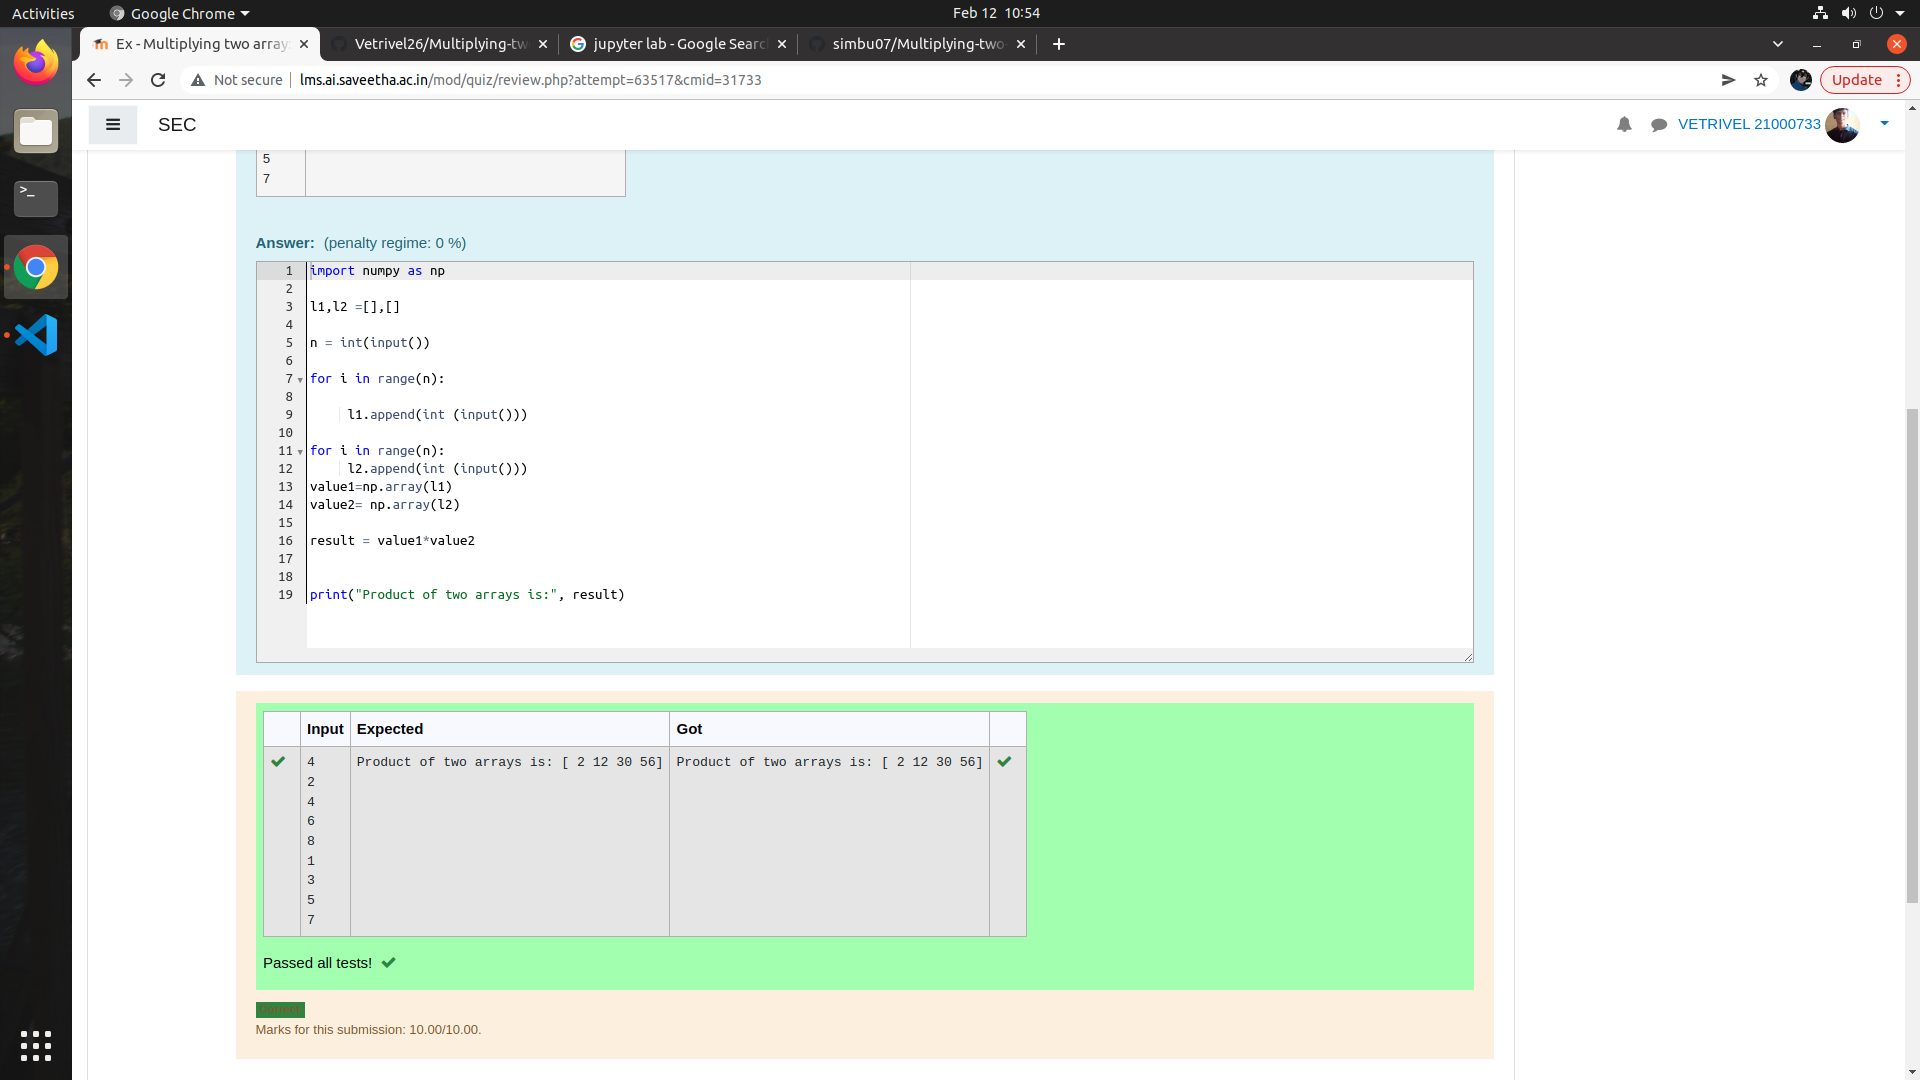 Activities
Google Chrome
Feb 12 10:54
Ex - Multiplying two array
Vetrivel26/Multiplying-tw
jupyter lab - Google Searc
simbu07/Multiplying-two
Not secure
lms.ai.saveetha.ac.in/mod/quiz/review.php?attempt=63517&cmid=31733
Update
SEC
VETRIVEL 21000733
5
7
Answer: (penalty regime: 0 %)
1 import numpy as np
2
3 l1,l2 =[],[]
4
5 n = int(input())
6
7 for i in range(n):
8
9 l1.append(int (input()))
10
11 for i in range(n):
12 l2.append(int (input()))
13 value1=np.array(l1)
14 value2= np.array(l2)
15
16 result = value1*value2
17
18
19 print("Product of two arrays is:", result)
Input Expected Got
4 Product of two arrays is: [ 2 12 30 56] Product of two arrays is: [ 2 12 30 56]
2
4
6
8
1
3
5
7
Passed all tests!
Marks for this submission: 10.00/10.00.